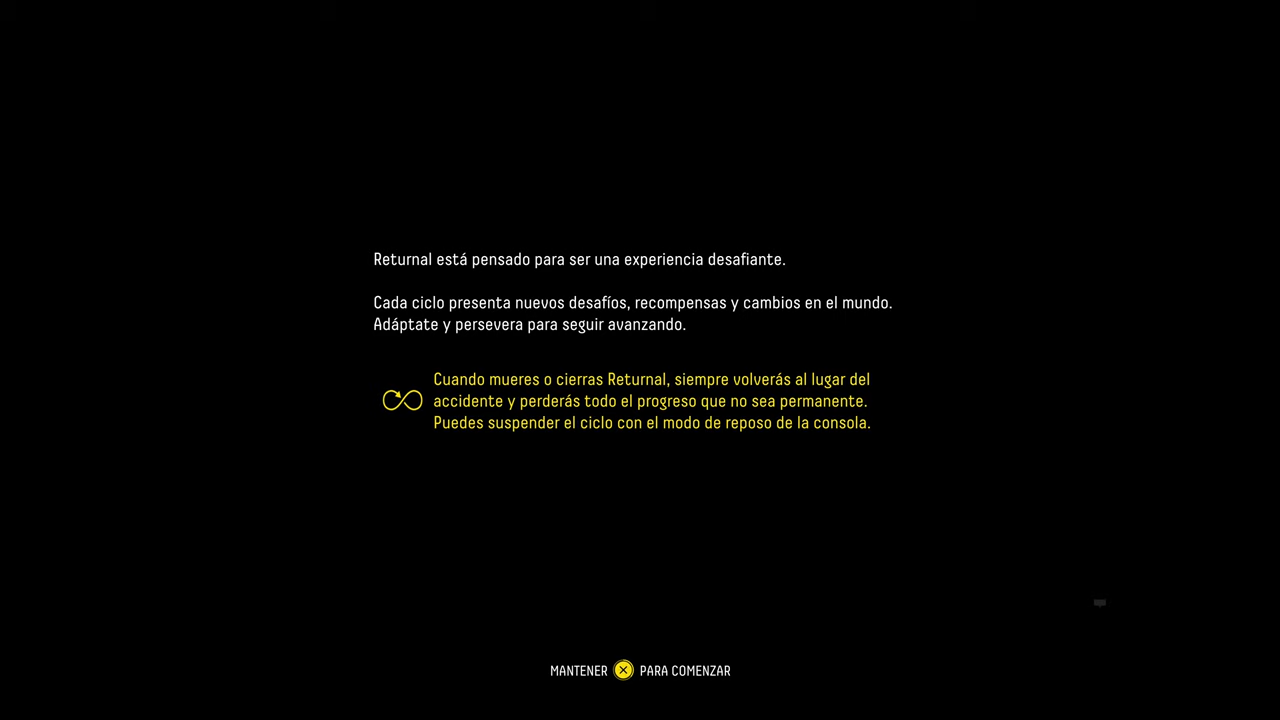 Returnal está pensado para ser una experiencia desafiante.
Cada ciclo presenta nuevos desafíos, recompensas y cambios en el mundo.
Adáptate y persevera para seguir avanzando.
Cuando mueres o cierras Returnal, siempre volverás al lugar del
accidente y perderás todo el progreso que no sea permanente.
Puedes suspender el ciclo con el modo de reposo de la consola.
MANTENER X PARA COMENZAR